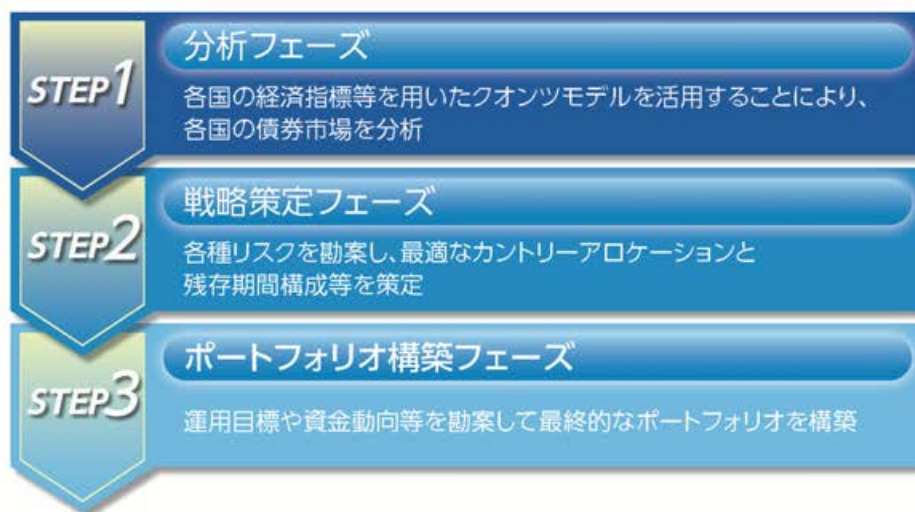 STEP1
分析フェーズ
各国の経済指標等を用いたクオンツモデルを活用することにより、
各国の債券市場を分析
STEP2
戦略策定フェーズ
各種リスクを勘案し、最適なカントリーアロケーションと
残存期間構成等を策定
STEP3
ポートフォリオ構築フェーズ
運用目標や資金動向等を勘案して最終的なポートフォリオを構築